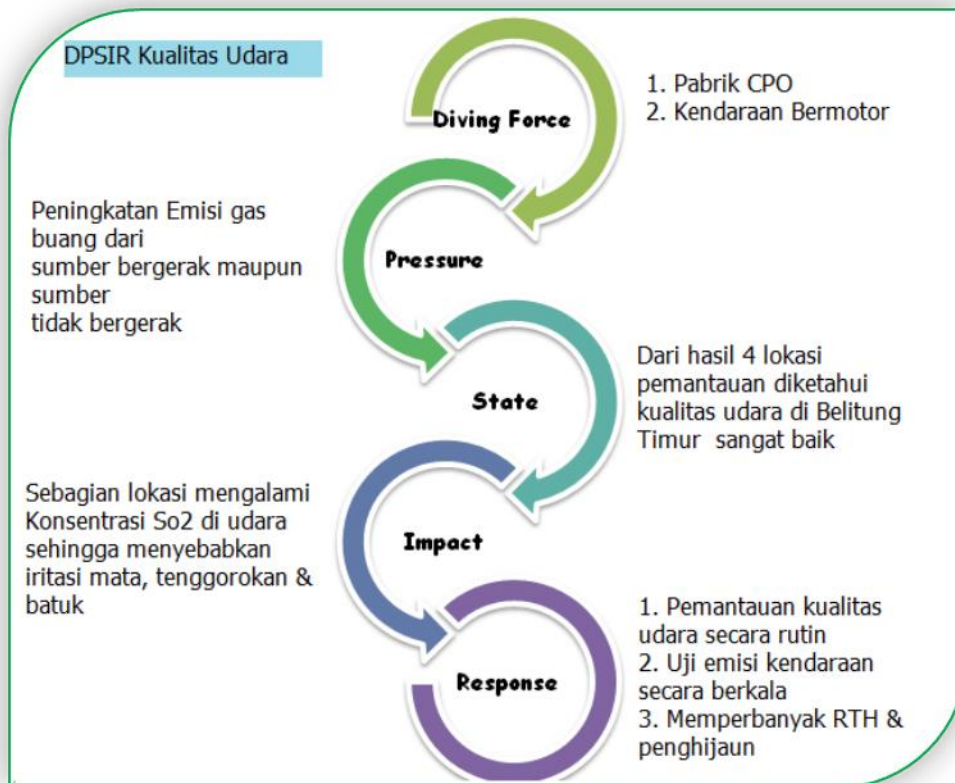 DPSIR Kualitas Udara
Diving Force
1. Pabrik CPO
2. Kendaraan Bermotor
Peningkatan Emisi gas
buang dari
sumber bergerak maupun
sumber
tidak bergerak
Pressure
State
Dari hasil 4 lokasi
pemantauan diketahui
kualitas udara di Belitung
Timur sangat baik
Sebagian lokasi mengalami
Konsentrasi So2 di udara
sehingga menyebabkan
iritasi mata, tenggorokan &
batuk
Impact
Response
1. Pemantauan kualitas
udara secara rutin
2. Uji emisi kendaraan
secara berkala
3. Memperbanyak RTH &
penghijaun